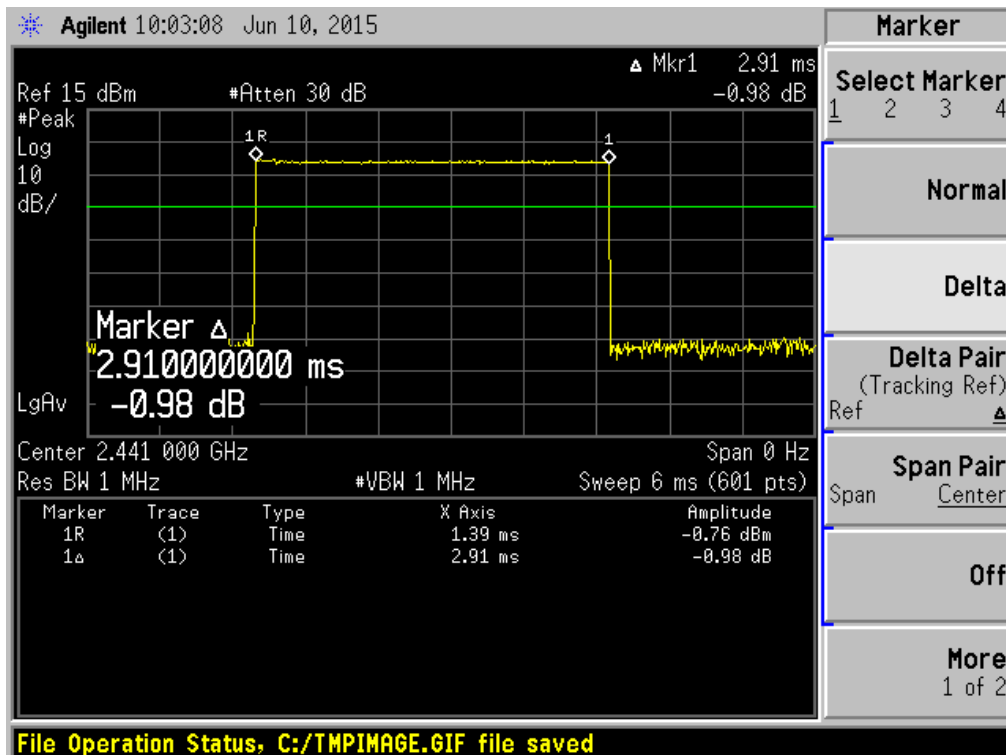 Agilent 10:03:08 Jun 10, 2015
Δ Mkr1 2.91 ms
Ref 15 dBm #Atten 30 dB -0.98 dB
#Peak
Log
10
dB/
1R
1
Marker Δ
2.910000000 ms
-0.98 dB
LgAv
Center 2.441 000 GHz Span 0 Hz
Res BW 1 MHz #VBW 1 MHz Sweep 6 ms (601 pts)
Marker Trace Type X Axis Amplitude
1R (1) Time 1.39 ms -0.76 dBm
1Δ (1) Time 2.91 ms -0.98 dB
Marker
Select Marker
1 2 3 4
Normal
Delta
Delta Pair
(Tracking Ref)
Ref Δ
Span Pair
Span Center
Off
More
1 of 2
File Operation Status, C:/TMPIMAGE.GIF file saved